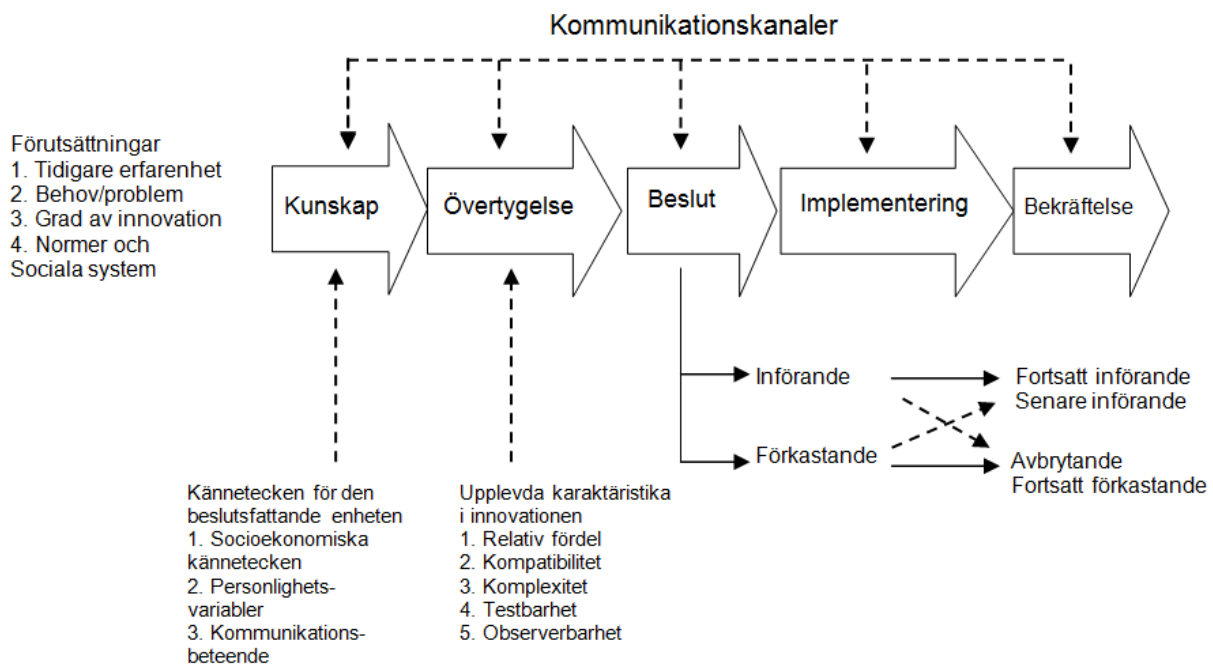 Kommunikationskanaler
Förutsättningar
1. Tidigare erfarenhet
2. Behov/problem
3. Grad av innovation
4. Normer och
Sociala system
Kunskap
Övertygelse
Beslut
Implementering
Bekräftelse
Införande
Förkastande
Fortsatt införande
Senare införande
Avbrytande
Fortsatt förkastande
Kännetecken för den
beslutsfattande enheten
1. Socioekonomiska
kännetecken
2. Personlighets-
variabler
3. Kommunikations-
beteende
Upplevda karaktäristika
i innovationen
1. Relativ fördel
2. Kompatibilitet
3. Komplexitet
4. Testbarhet
5. Observerbarhet